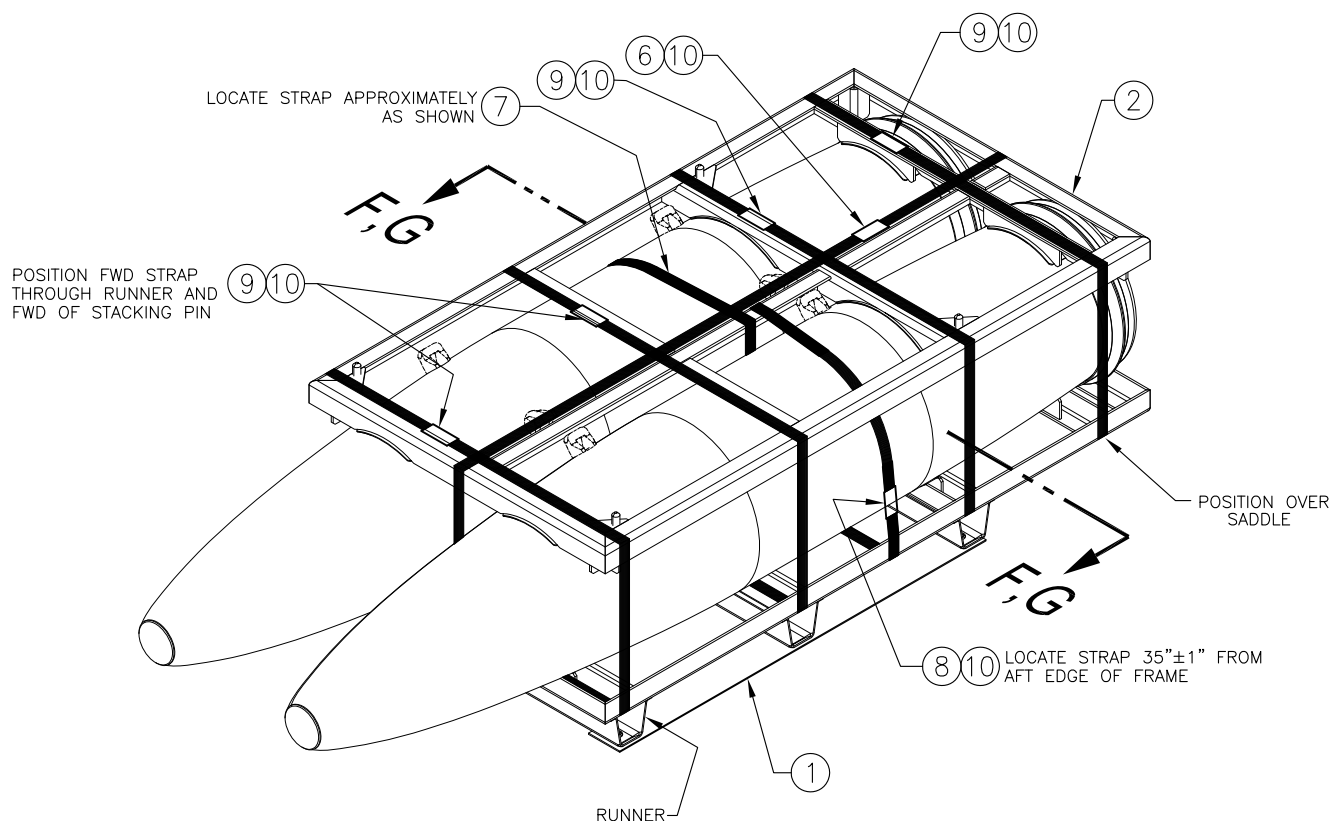 9 10
6 10
9 10
2
LOCATE STRAP APPROXIMATELY
AS SHOWN
7
F,G
POSITION FWD STRAP
THROUGH RUNNER AND
FWD OF STACKING PIN
9 10
POSITION OVER
SADDLE
F,G
8 10
LOCATE STRAP 35"±1" FROM
AFT EDGE OF FRAME
1
RUNNER